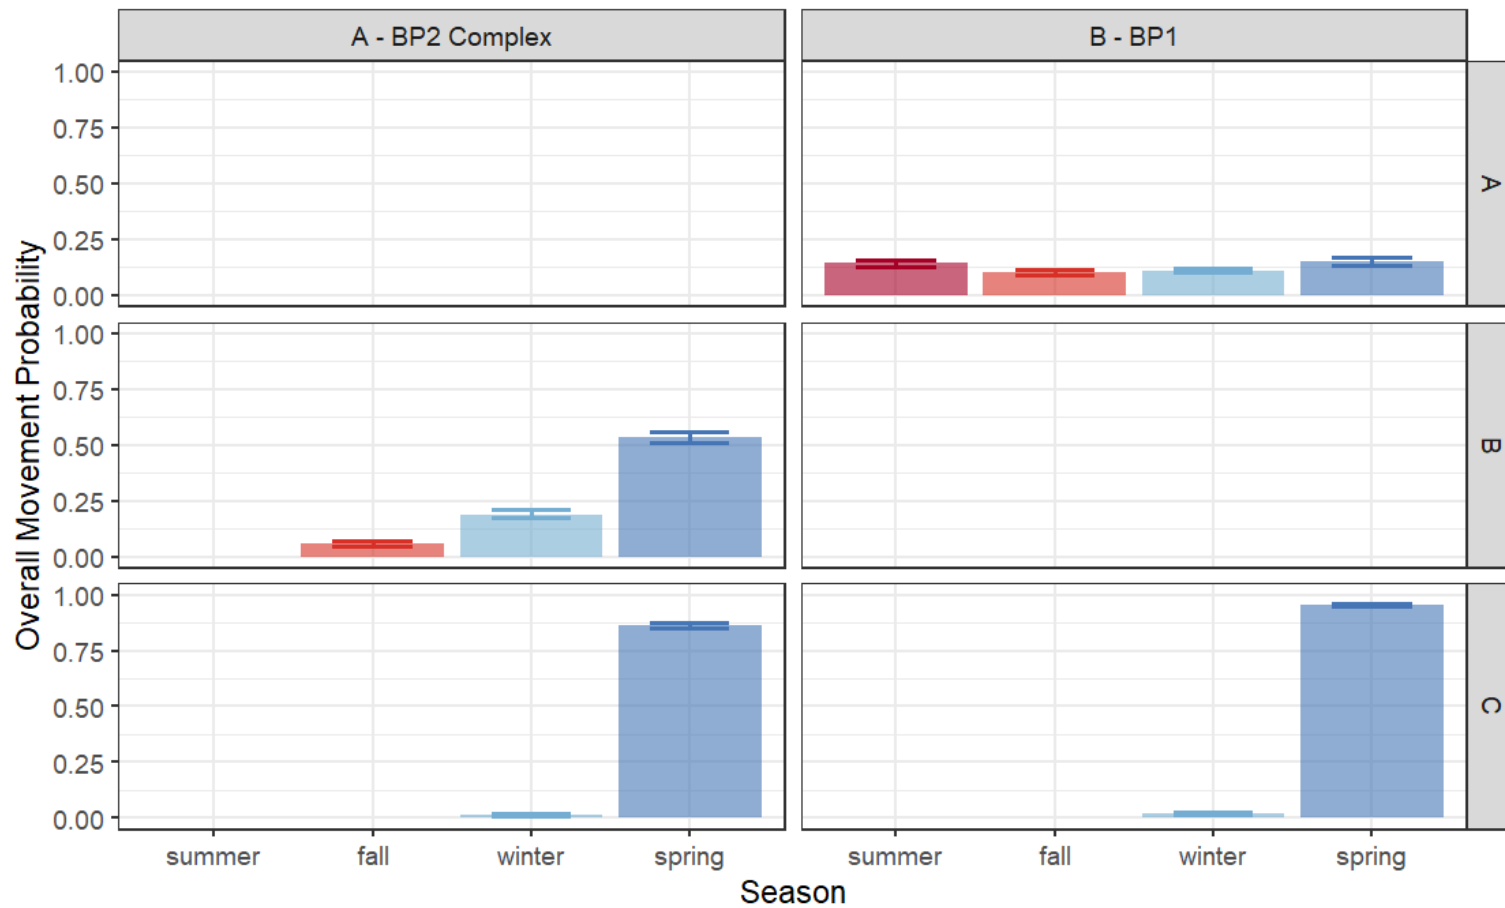 A - BP2 Complex
B - BP1
1.00
0.75
0.50
0.25
0.00
A
1.00
0.75
0.50
0.25
0.00
B
1.00
0.75
0.50
0.25
0.00
C
Overall Movement Probability
summer fall winter spring
summer fall winter spring
Season